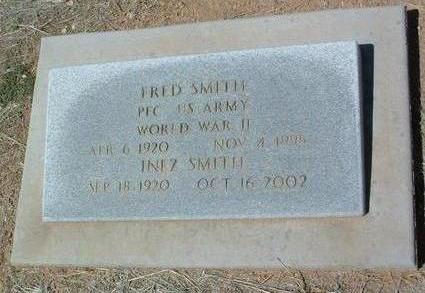 FRED SMITH
PFC US ARMY
WORLD WAR II
APR 6 1920 NOV 4
INEZ SMITH
SEP 18 1920 OCT 16 2002